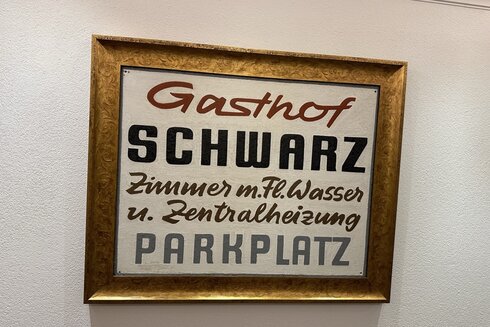 Gasthof
SCHWARZ
Zimmer m. Fl. Wasser
u. Zentralheizung
PARKPLATZ